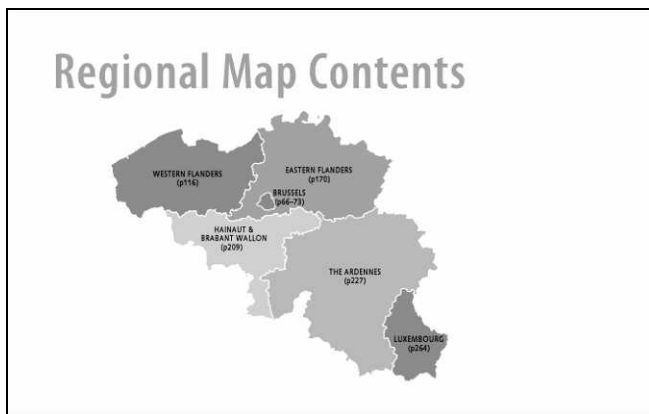 Regional Map Contents
WESTERN FLANDERS
(p116)
EASTERN FLANDERS
(p170)
BRUSSELS
(p66–73)
HAINAUT &
BRABANT WALLON
(p209)
THE ARDENNES
(p227)
LUXEMBOURG
(p264)